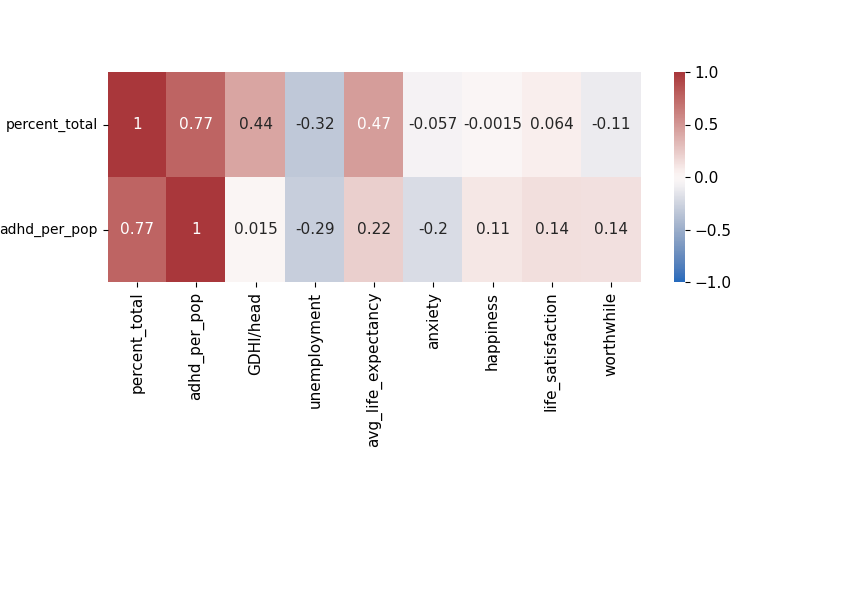 percent_total 1 0.77 0.44 -0.32 0.47 -0.057 -0.0015 0.064 -0.11
adhd_per_pop 0.77 1 0.015 -0.29 0.22 -0.2 0.11 0.14 0.14
percent_total
adhd_per_pop
GDHI/head
unemployment
avg_life_expectancy
anxiety
happiness
life_satisfaction
worthwhile
1.0
0.5
0.0
−0.5
−1.0